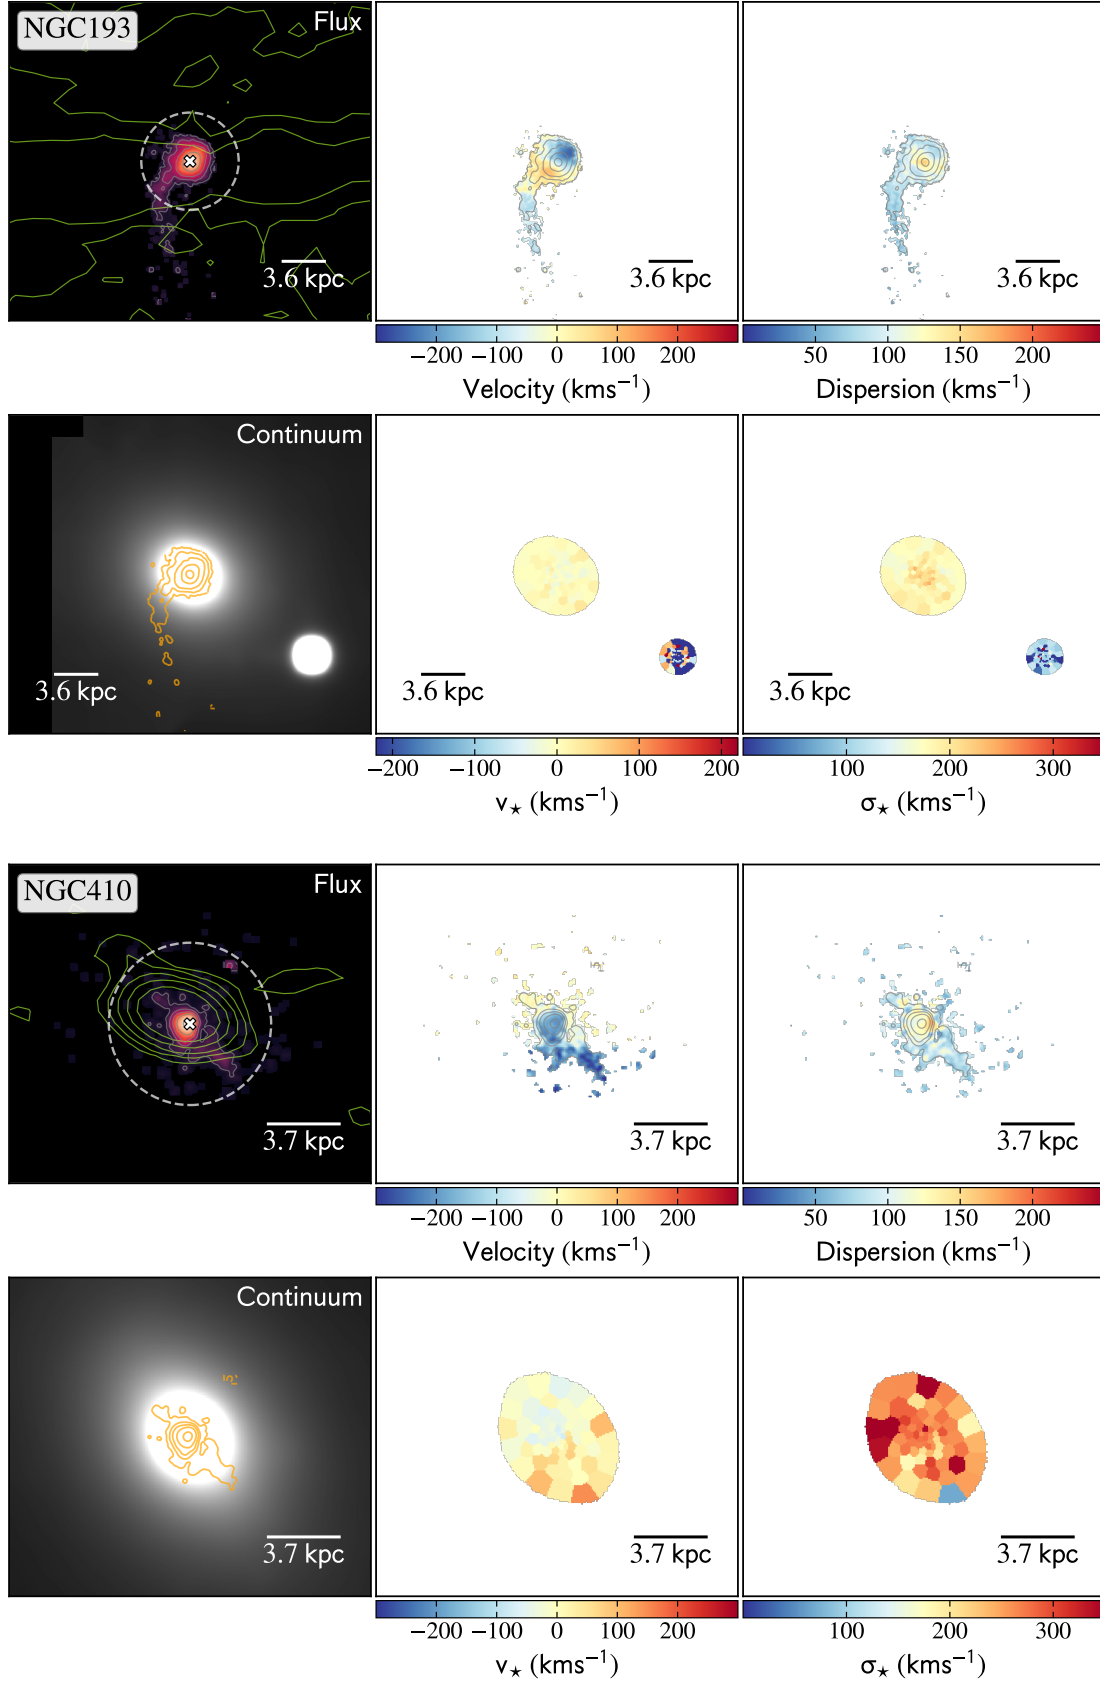 NGC193
Flux
3.6 kpc
3.6 kpc
3.6 kpc
−200 −100 0 100 200
Velocity (kms⁻¹)
50 100 150 200
Dispersion (kms⁻¹)
Continuum
3.6 kpc
3.6 kpc
3.6 kpc
−200 −100 0 100 200
v⋆ (kms⁻¹)
100 200 300
σ⋆ (kms⁻¹)
NGC410
Flux
3.7 kpc
3.7 kpc
3.7 kpc
−200 −100 0 100 200
Velocity (kms⁻¹)
50 100 150 200
Dispersion (kms⁻¹)
Continuum
3.7 kpc
3.7 kpc
3.7 kpc
−200 −100 0 100 200
v⋆ (kms⁻¹)
100 200 300
σ⋆ (kms⁻¹)